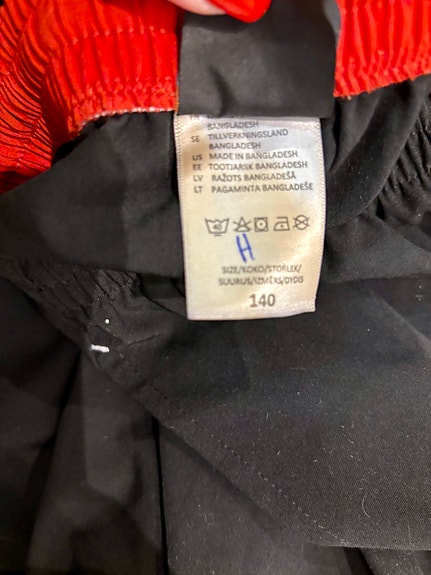 BANGLADESH
SE TILLVERKNINGSLAND
BANGLADESH
US MADE IN BANGLADESH
EE TOOTJARIIK BANGLADESH
LV RAŽOTS BANGLADEŠĀ
LT PAGAMINTA BANGLADEŠE
40
H
SIZE/KOKO/STORLEK/
SUURUS/IZMĒRS/DYDIS
140